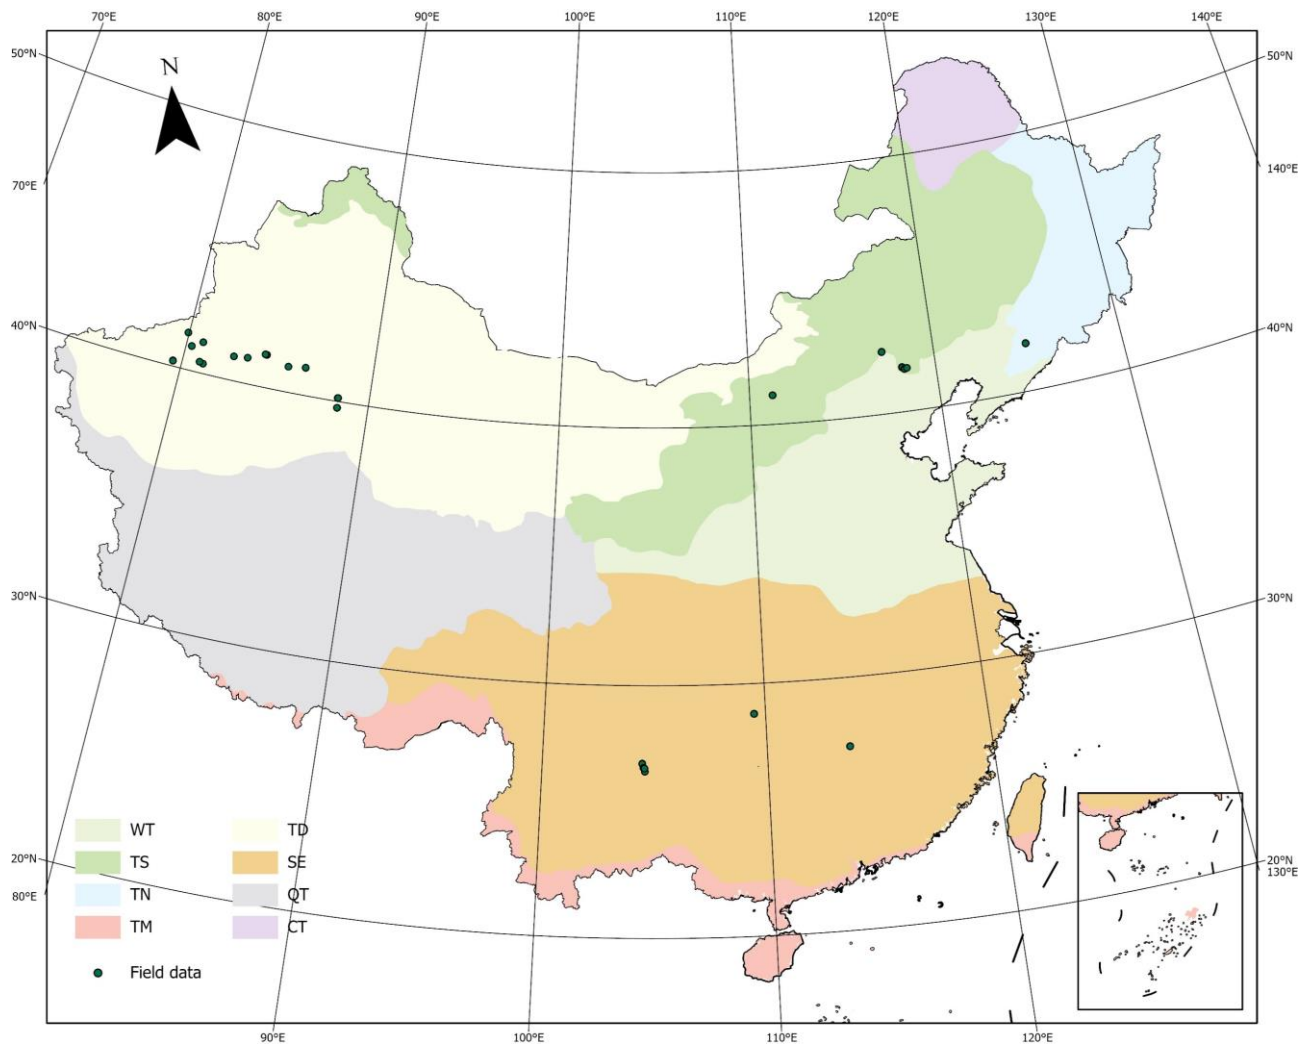 70°E 80°E 90°E 100°E 110°E 120°E 130°E 140°E
50°N 50°N
N
70°E 140°E
40°N 40°N
30°N 30°N
WT TD
TS SE
20°N 20°N
130°E
80°E TN QT
TM CT
Field data
90°E 100°E 110°E 120°E